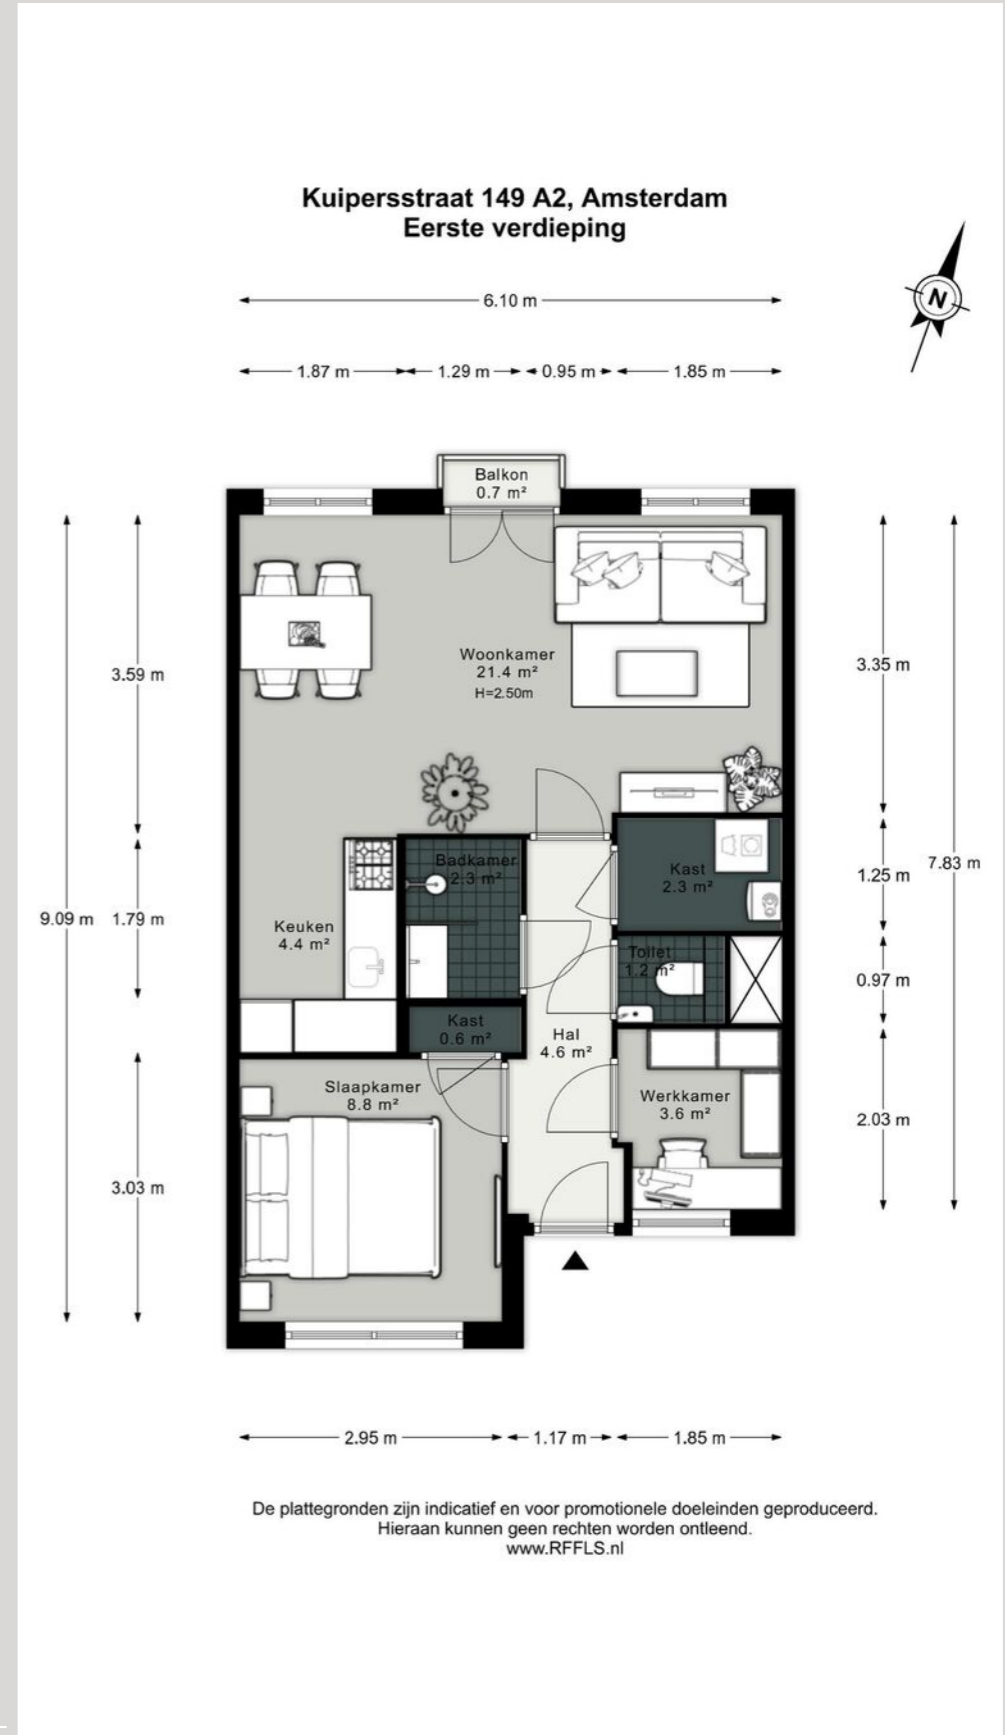 Kuipersstraat 149 A2, Amsterdam
Eerste verdieping
N
6.10 m
1.87 m
1.29 m
0.95 m
1.85 m
Balkon
0.7 m²
Woonkamer
21.4 m²
H=2.50m
3.59 m
3.35 m
Badkamer
2.3 m²
Kast
2.3 m²
7.83 m
1.25 m
9.09 m
1.79 m
Keuken
4.4 m²
Toilet
1.2 m²
0.97 m
Kast
0.6 m²
Hal
4.6 m²
Slaapkamer
8.8 m²
Werkkamer
3.6 m²
2.03 m
3.03 m
2.95 m
1.17 m
1.85 m
De plattegronden zijn indicatief en voor promotionele doeleinden geproduceerd.
Hieraan kunnen geen rechten worden ontleend.
www.RFFLS.nl